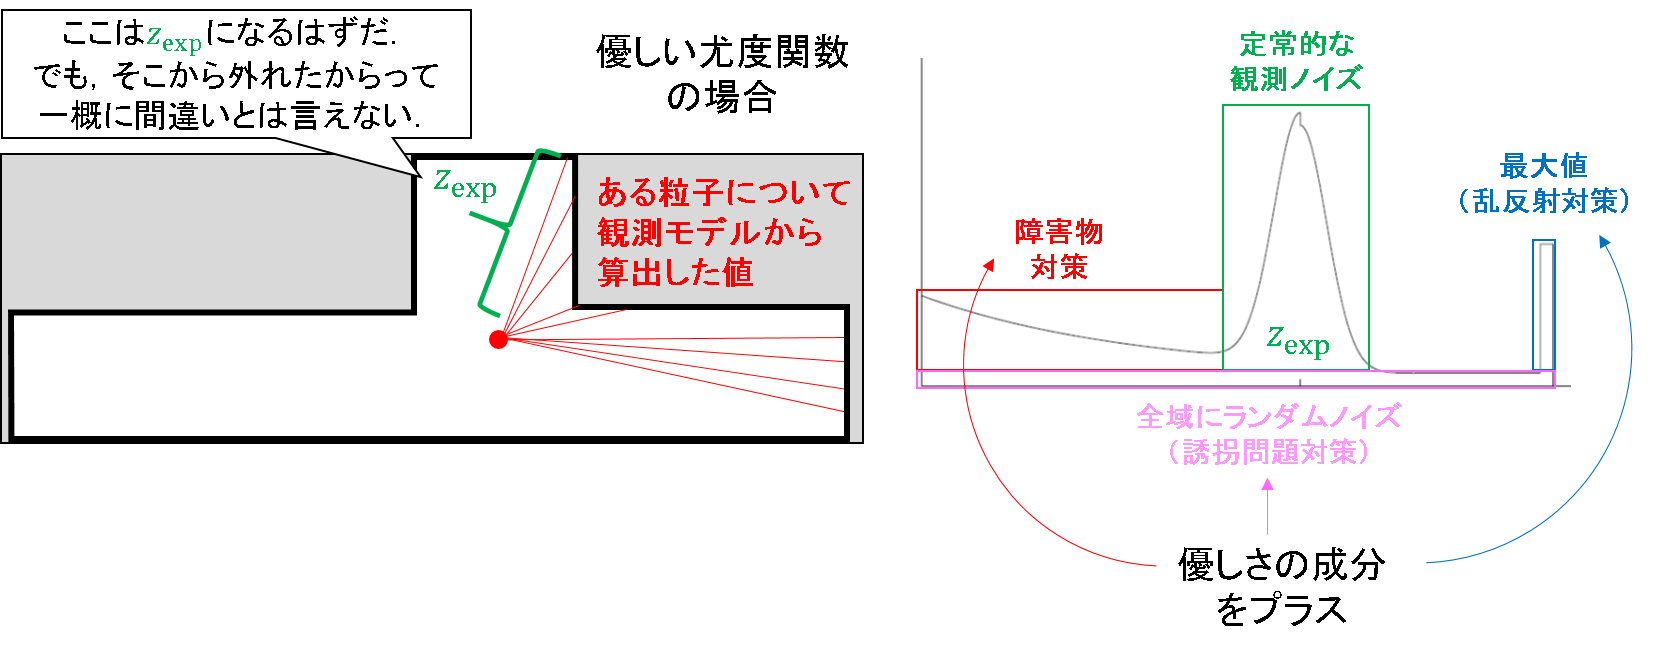 ここはz_expになるはずだ．
でも，そこから外れたからって
一概に間違いとは言えない．
優しい尤度関数
の場合
z_exp
ある粒子について
観測モデルから
算出した値
定常的な
観測ノイズ
最大値
（乱反射対策）
障害物
対策
z_exp
全域にランダムノイズ
（誘拐問題対策）
優しさの成分
をプラス